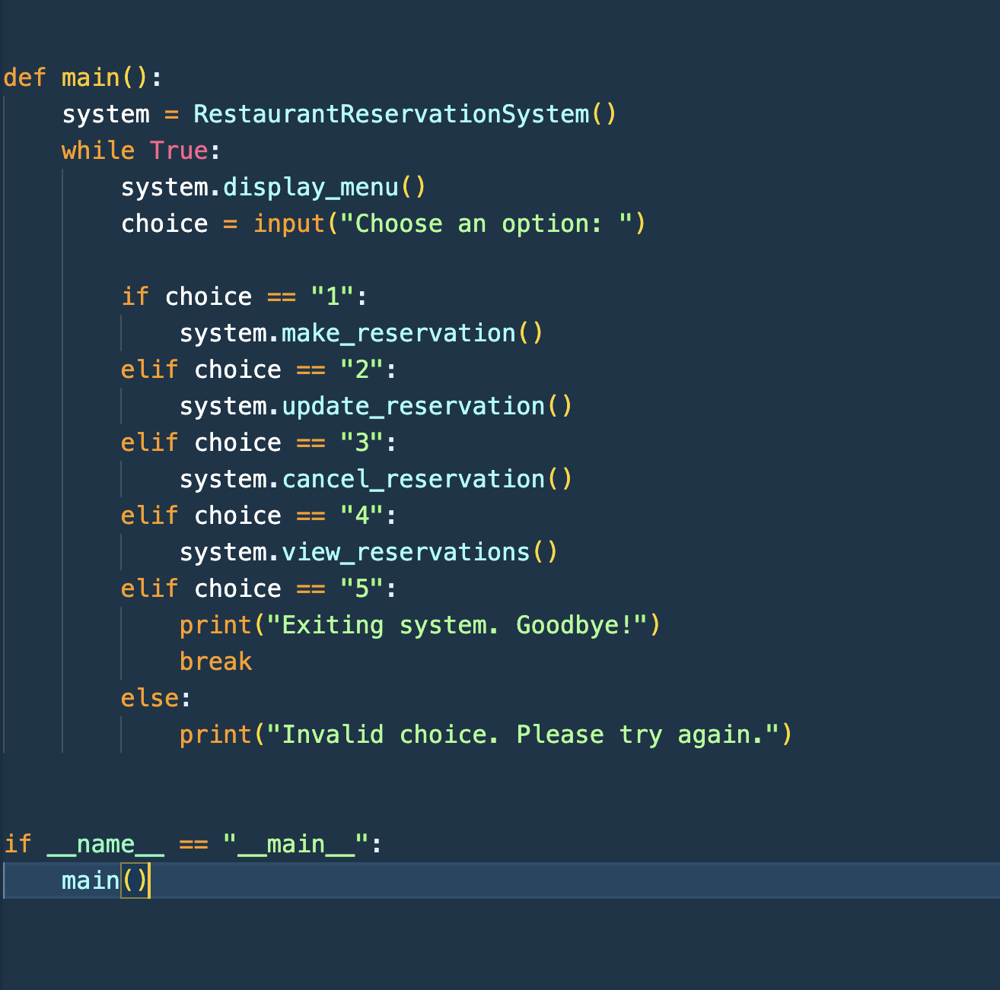 def main():
    system = RestaurantReservationSystem()
    while True:
        system.display_menu()
        choice = input("Choose an option: ")

        if choice == "1":
            system.make_reservation()
        elif choice == "2":
            system.update_reservation()
        elif choice == "3":
            system.cancel_reservation()
        elif choice == "4":
            system.view_reservations()
        elif choice == "5":
            print("Exiting system. Goodbye!")
            break
        else:
            print("Invalid choice. Please try again.")


if __name__ == "__main__":
    main()